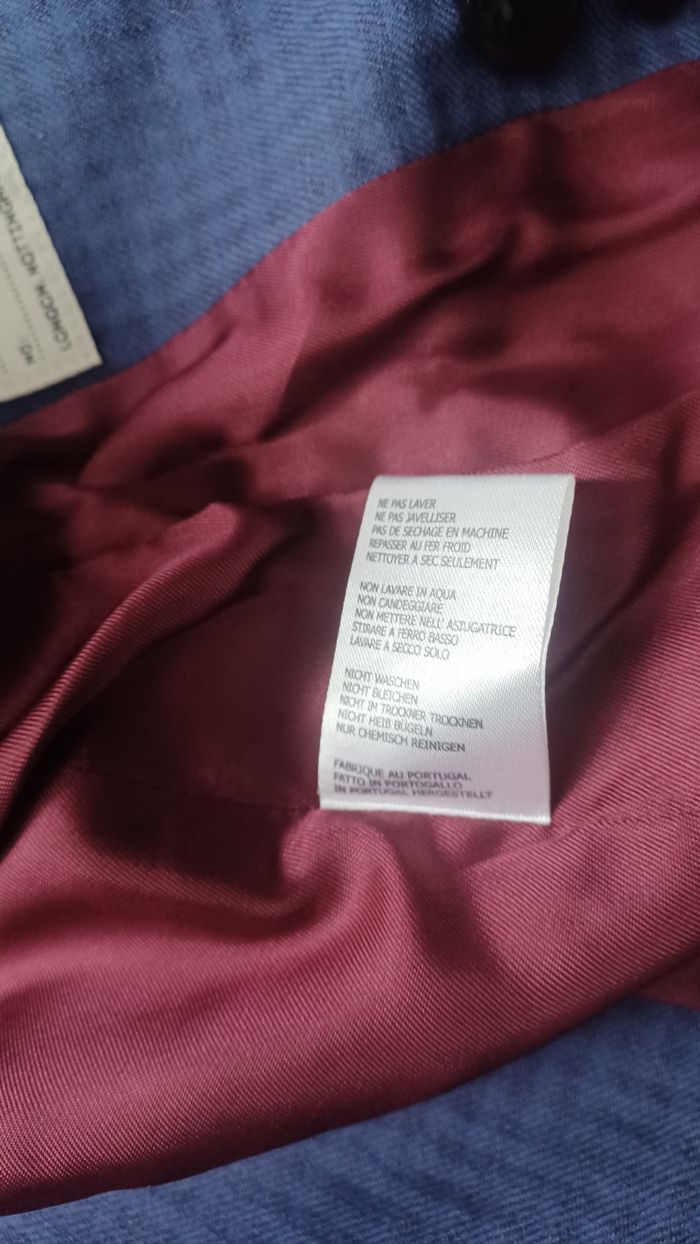 LONDON NOTTINGH
NO.
NE PAS LAVER
NE PAS JAVELLISER
PAS DE SECHAGE EN MACHINE
REPASSER AU FER FROID
NETTOYER A SEC SEULEMENT
NON LAVARE IN AQUA
NON CANDEGGIARE
NON METTERE NELL' ASIUGATRICE
STIRARE A FERRO BASSO
LAVARE A SECCO SOLO
NICHT WASCHEN
NICHT BLEICHEN
NICHT IN TROCKNER TROCKNEN
NICHT HEIB BÜGELN
NUR CHEMISCH REINIGEN
FABRIQUE AU PORTUGAL
FATTO IN PORTOGALLO
IN PORTUGAL HERGESTELLT